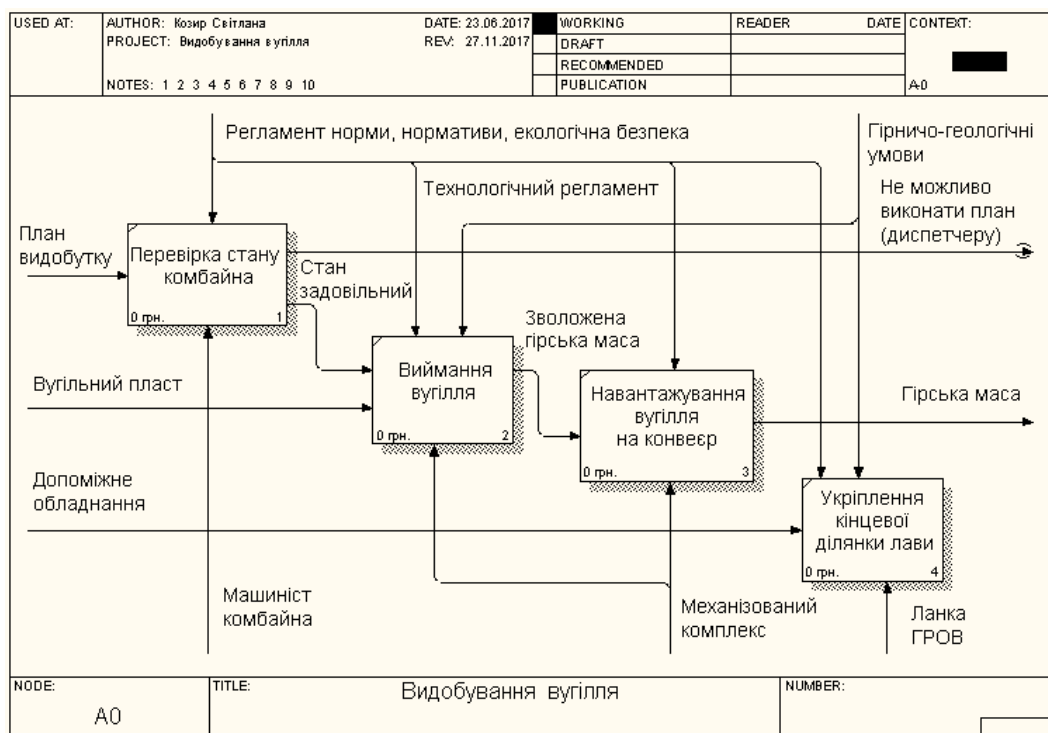 USED AT:
AUTHOR: Козир Світлана
DATE: 23.06.2017
WORKING
READER
DATE
CONTEXT:
PROJECT: Видобування вугілля
REV: 27.11.2017
DRAFT
RECOMMENDED
NOTES: 1 2 3 4 5 6 7 8 9 10
PUBLICATION
A-0
Регламент норми, нормативи, екологічна безпека
Гірничо-геологічні
умови
Технологічний регламент
Не можливо
виконати план
(диспетчеру)
План
видобутку
Перевірка стану
комбайна
0 грн.
1
Стан
задовільний
Зволожена
гірська маса
Вугільний пласт
Виймання
вугілля
0 грн.
2
Навантажування
вугілля
на конвеєр
0 грн.
3
Гірська маса
Допоміжне
обладнання
Укріплення
кінцевої
ділянки лави
0 грн.
4
Машиніст
комбайна
Механізований
комплекс
Ланка
ГРОВ
NODE:
TITLE:
NUMBER:
A0
Видобування вугілля